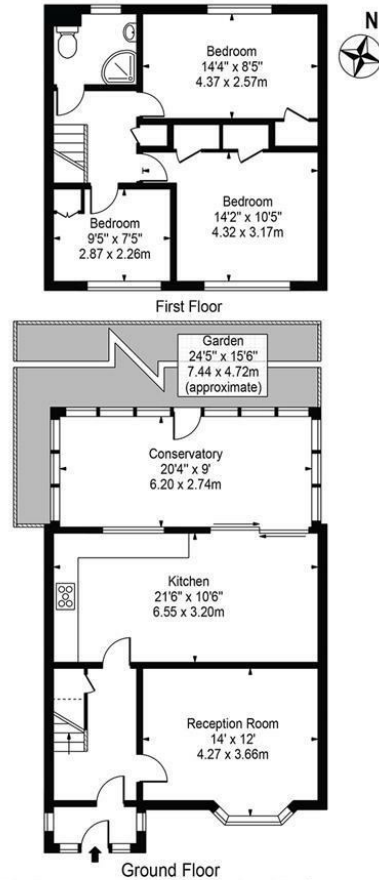 N
Bedroom
14'4" x 8'5"
4.37 x 2.57m
Bedroom
14'2" x 10'5"
4.32 x 3.17m
Bedroom
9'5" x 7'5"
2.87 x 2.26m
First Floor
Garden
24'5" x 15'6"
7.44 x 4.72m
(approximate)
Conservatory
20'4" x 9'
6.20 x 2.74m
Kitchen
21'6" x 10'6"
6.55 x 3.20m
Reception Room
14' x 12'
4.27 x 3.66m
Ground Floor